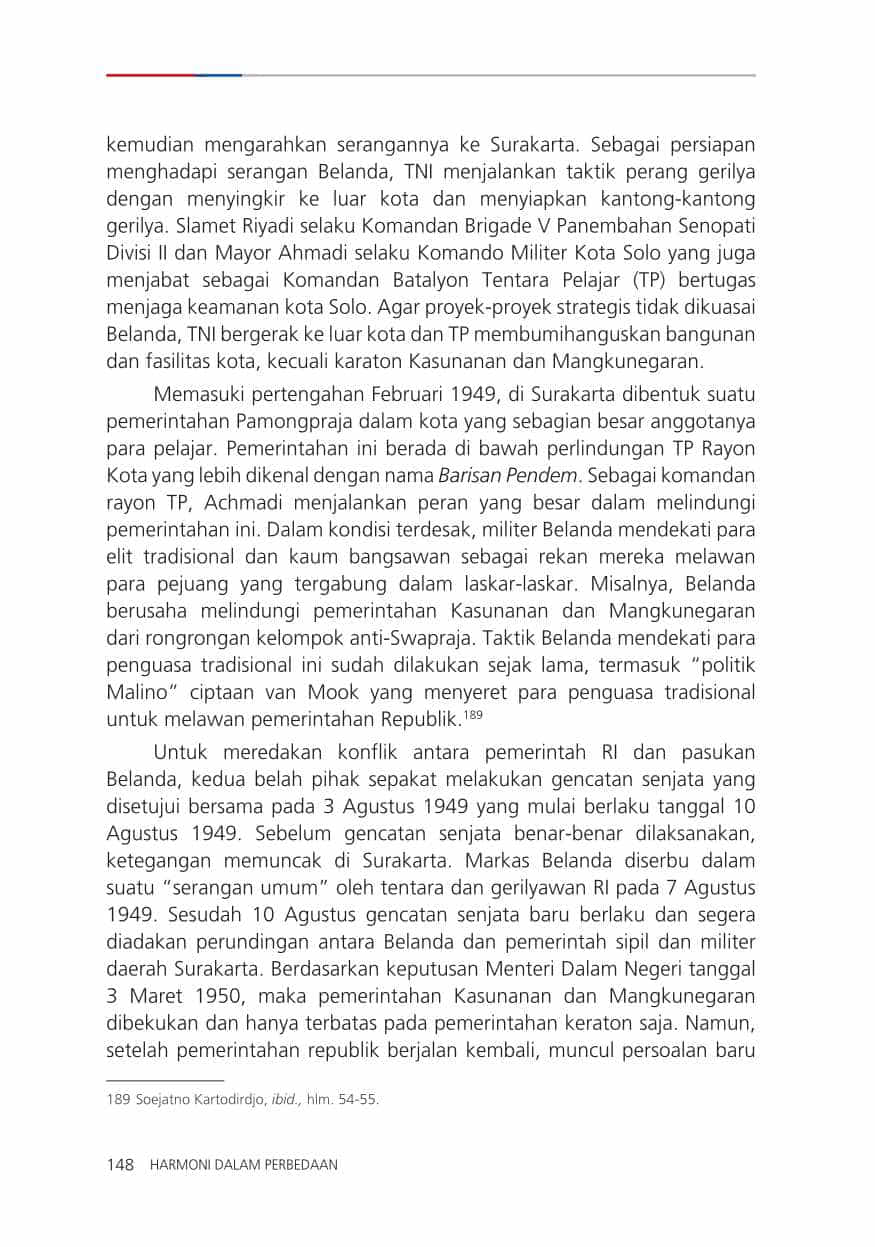 kemudian mengarahkan serangannya ke Surakarta. Sebagai persiapan
menghadapi serangan Belanda, TNI menjalankan taktik perang gerilya
dengan menyingkir ke luar kota dan menyiapkan kantong-kantong
gerilya. Slamet Riyadi selaku Komandan Brigade V Panembahan Senopati
Divisi II dan Mayor Ahmadi selaku Komando Militer Kota Solo yang juga
menjabat sebagai Komandan Batalyon Tentara Pelajar (TP) bertugas
menjaga keamanan kota Solo. Agar proyek-proyek strategis tidak dikuasai
Belanda, TNI bergerak ke luar kota dan TP membumihanguskan bangunan
dan fasilitas kota, kecuali karaton Kasunanan dan Mangkunegaran.
Memasuki pertengahan Februari 1949, di Surakarta dibentuk suatu
pemerintahan Pamongpraja dalam kota yang sebagian besar anggotanya
para pelajar. Pemerintahan ini berada di bawah perlindungan TP Rayon
Kota yang lebih dikenal dengan nama Barisan Pendem. Sebagai komandan
rayon TP, Achmadi menjalankan peran yang besar dalam melindungi
pemerintahan ini. Dalam kondisi terdesak, militer Belanda mendekati para
elit tradisional dan kaum bangsawan sebagai rekan mereka melawan
para pejuang yang tergabung dalam laskar-laskar. Misalnya, Belanda
berusaha melindungi pemerintahan Kasunanan dan Mangkunegaran
dari rongrongan kelompok anti-Swapraja. Taktik Belanda mendekati para
penguasa tradisional ini sudah dilakukan sejak lama, termasuk “politik
Malino” ciptaan van Mook yang menyeret para penguasa tradisional
untuk melawan pemerintahan Republik.189
Untuk meredakan konflik antara pemerintah RI dan pasukan
Belanda, kedua belah pihak sepakat melakukan gencatan senjata yang
disetujui bersama pada 3 Agustus 1949 yang mulai berlaku tanggal 10
Agustus 1949. Sebelum gencatan senjata benar-benar dilaksanakan,
ketegangan memuncak di Surakarta. Markas Belanda diserbu dalam
suatu “serangan umum” oleh tentara dan gerilyawan RI pada 7 Agustus
1949. Sesudah 10 Agustus gencatan senjata baru berlaku dan segera
diadakan perundingan antara Belanda dan pemerintah sipil dan militer
daerah Surakarta. Berdasarkan keputusan Menteri Dalam Negeri tanggal
3 Maret 1950, maka pemerintahan Kasunanan dan Mangkunegaran
dibekukan dan hanya terbatas pada pemerintahan keraton saja. Namun,
setelah pemerintahan republik berjalan kembali, muncul persoalan baru
189 Soejatno Kartodirdjo, ibid., hlm. 54-55.
148 HARMONI DALAM PERBEDAAN